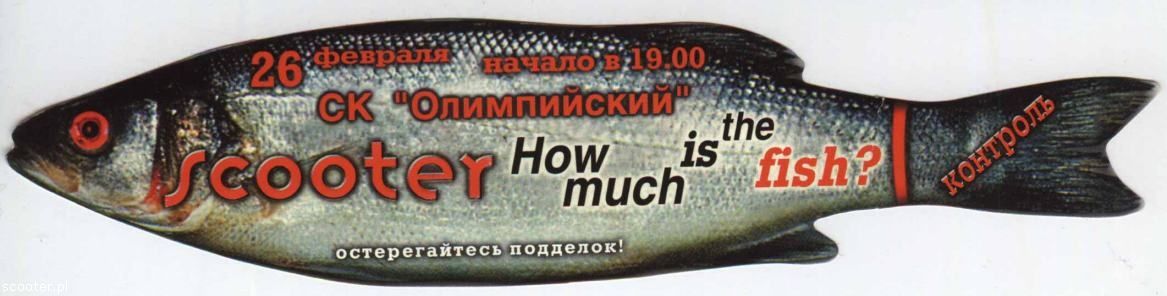 26 февраля начало в 19.00
СК "Олимпийский"
scooter How much is the fish?
контроль
остерегайтесь подделок!
scooter.pl